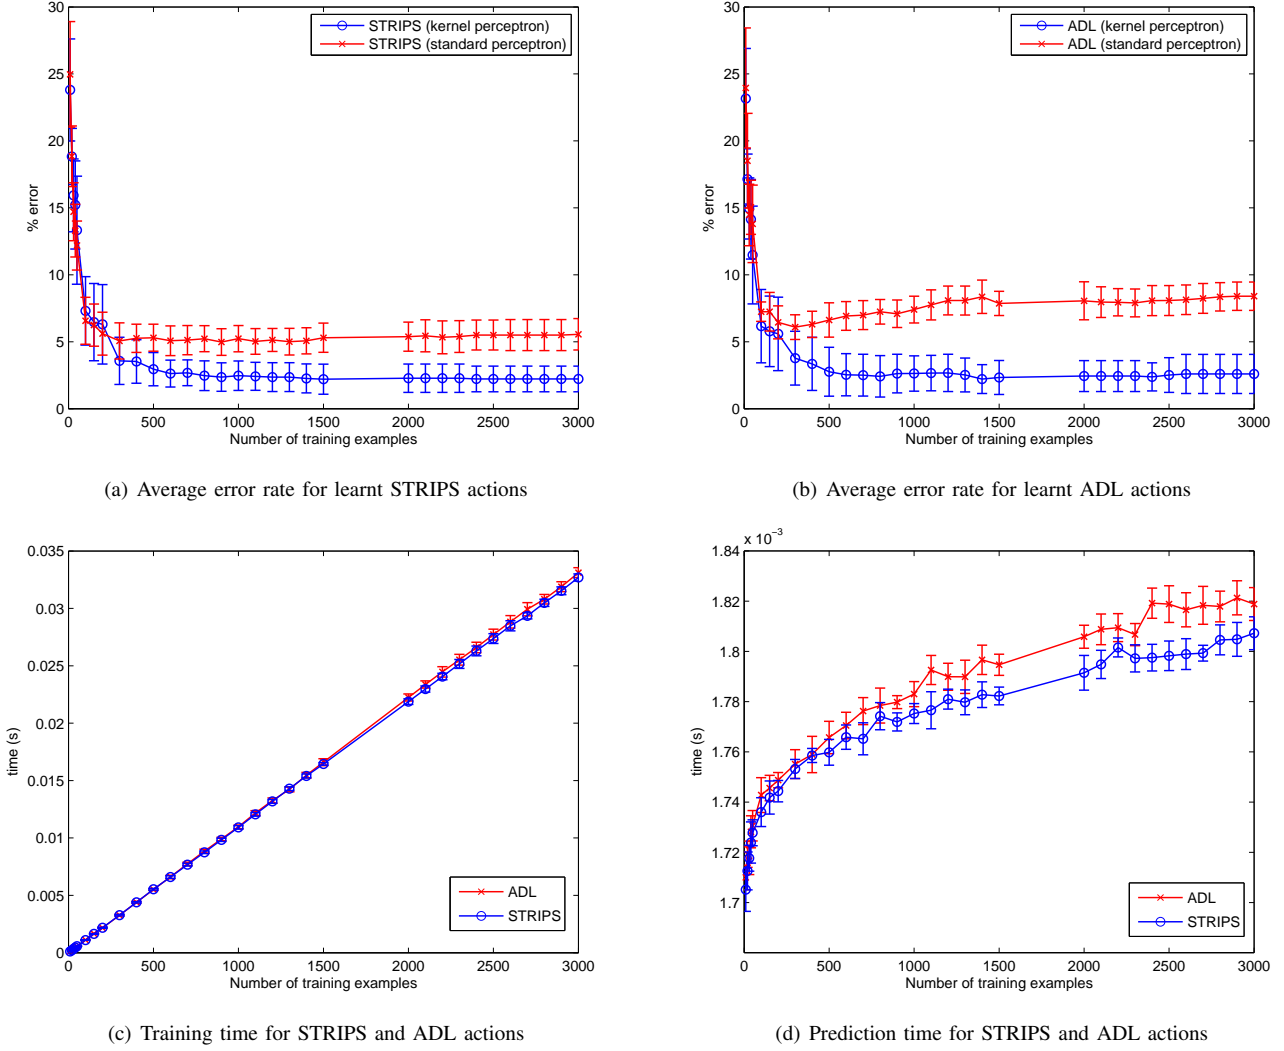 30
25
20
15
10
5
0
% error
0 500 1000 1500 2000 2500 3000
Number of training examples
STRIPS (kernel perceptron)
STRIPS (standard perceptron)
(a) Average error rate for learnt STRIPS actions
30
25
20
15
10
5
0
% error
0 500 1000 1500 2000 2500 3000
Number of training examples
ADL (kernel perceptron)
ADL (standard perceptron)
(b) Average error rate for learnt ADL actions
0.035
0.03
0.025
0.02
0.015
0.01
0.005
0
time (s)
0 500 1000 1500 2000 2500 3000
Number of training examples
ADL
STRIPS
(c) Training time for STRIPS and ADL actions
x 10⁻³
1.84
1.82
1.8
1.78
1.76
1.74
1.72
1.7
time (s)
0 500 1000 1500 2000 2500 3000
Number of training examples
ADL
STRIPS
(d) Prediction time for STRIPS and ADL actions